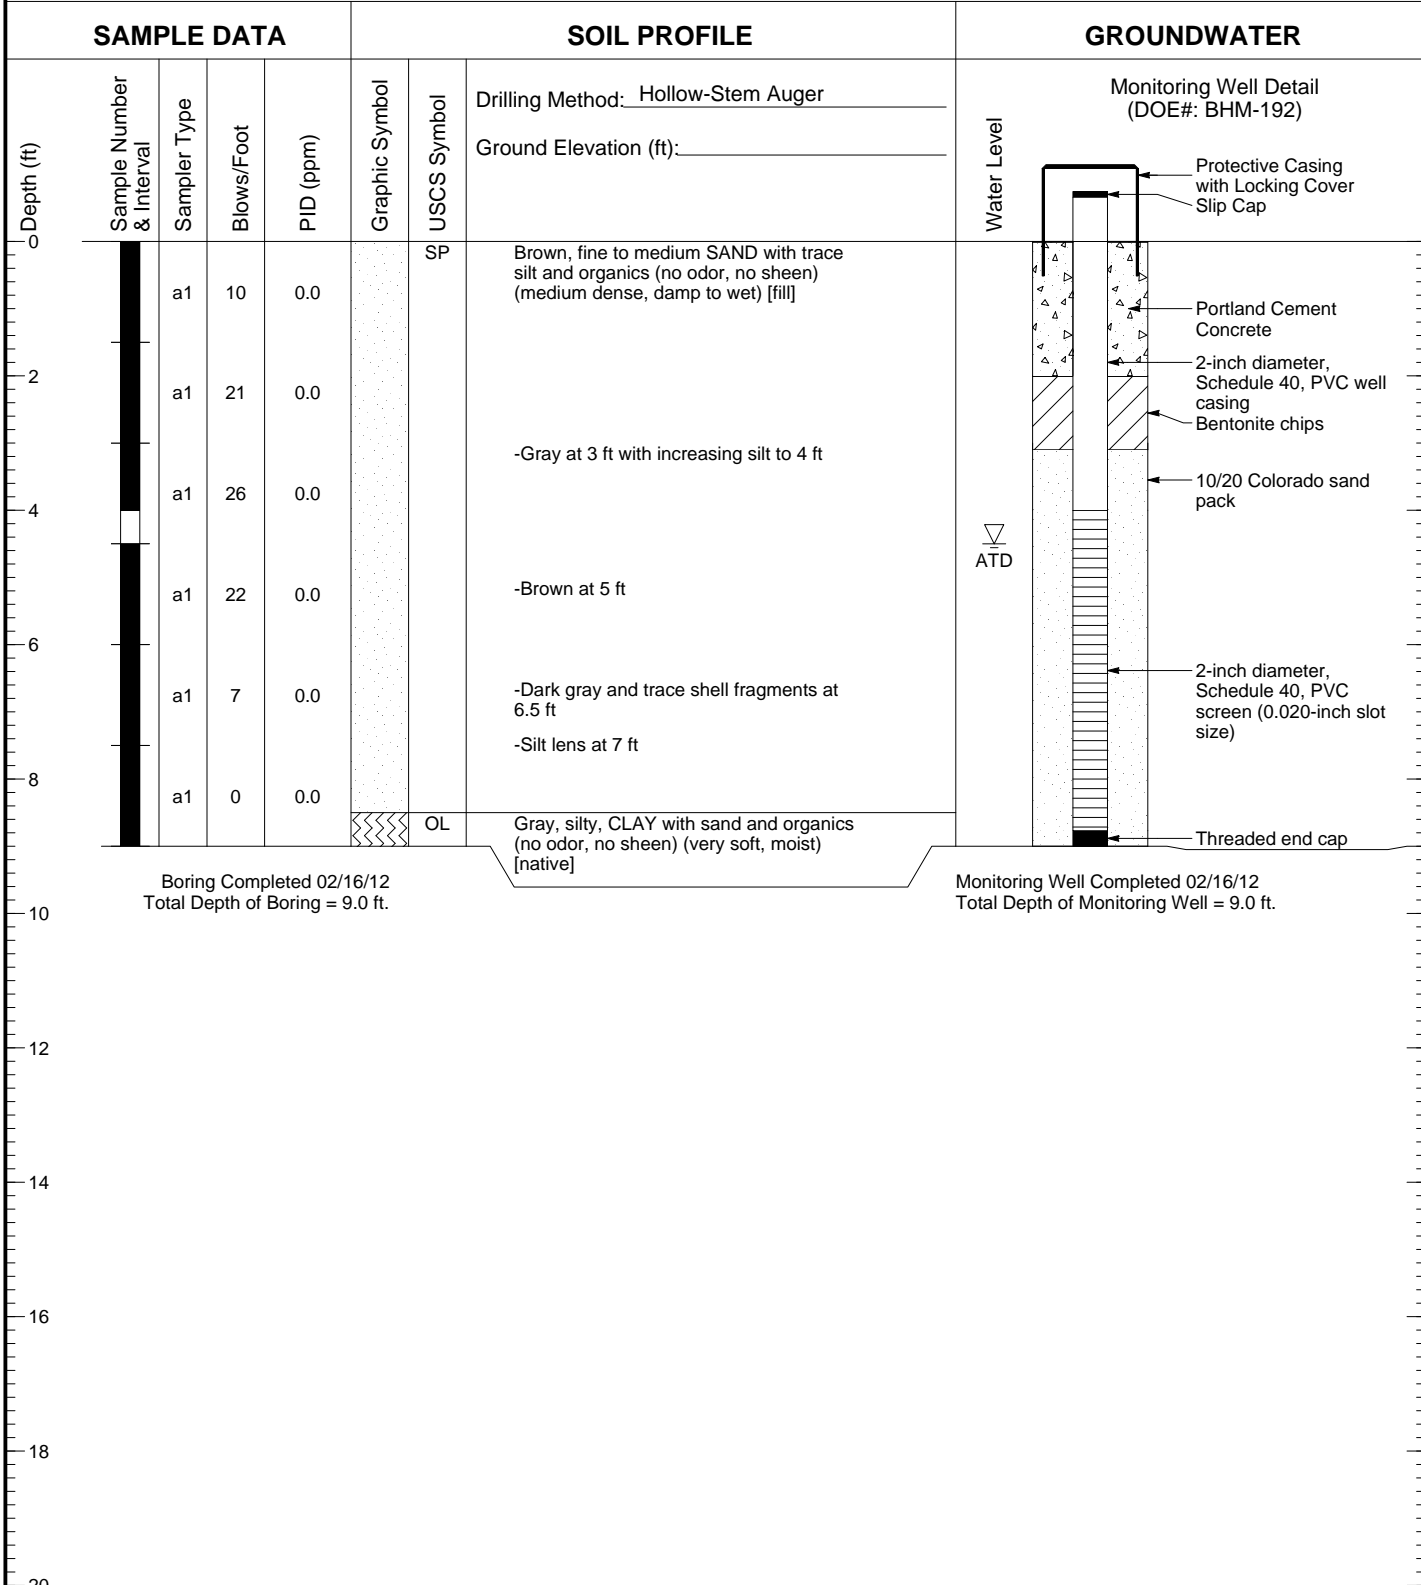 SAMPLE DATA
SOIL PROFILE
GROUNDWATER
Depth (ft)
Sample Number
& Interval
Sampler Type
Blows/Foot
PID (ppm)
Graphic Symbol
USCS Symbol
Drilling Method: Hollow-Stem Auger
Ground Elevation (ft):
Water Level
Monitoring Well Detail
(DOE#: BHM-192)
Protective Casing
with Locking Cover
Slip Cap
0
SP
Brown, fine to medium SAND with trace
silt and organics (no odor, no sheen)
(medium dense, damp to wet) [fill]
a1 10 0.0
Portland Cement
Concrete
2
a1 21 0.0
2-inch diameter,
Schedule 40, PVC well
casing
Bentonite chips
-Gray at 3 ft with increasing silt to 4 ft
a1 26 0.0
10/20 Colorado sand
pack
4
ATD
a1 22 0.0
-Brown at 5 ft
6
a1 7 0.0
-Dark gray and trace shell fragments at
6.5 ft
-Silt lens at 7 ft
2-inch diameter,
Schedule 40, PVC
screen (0.020-inch slot
size)
8
a1 0 0.0
OL
Gray, silty, CLAY with sand and organics
(no odor, no sheen) (very soft, moist)
[native]
Threaded end cap
Boring Completed 02/16/12
Total Depth of Boring = 9.0 ft.
Monitoring Well Completed 02/16/12
Total Depth of Monitoring Well = 9.0 ft.
10
12
14
16
18
20